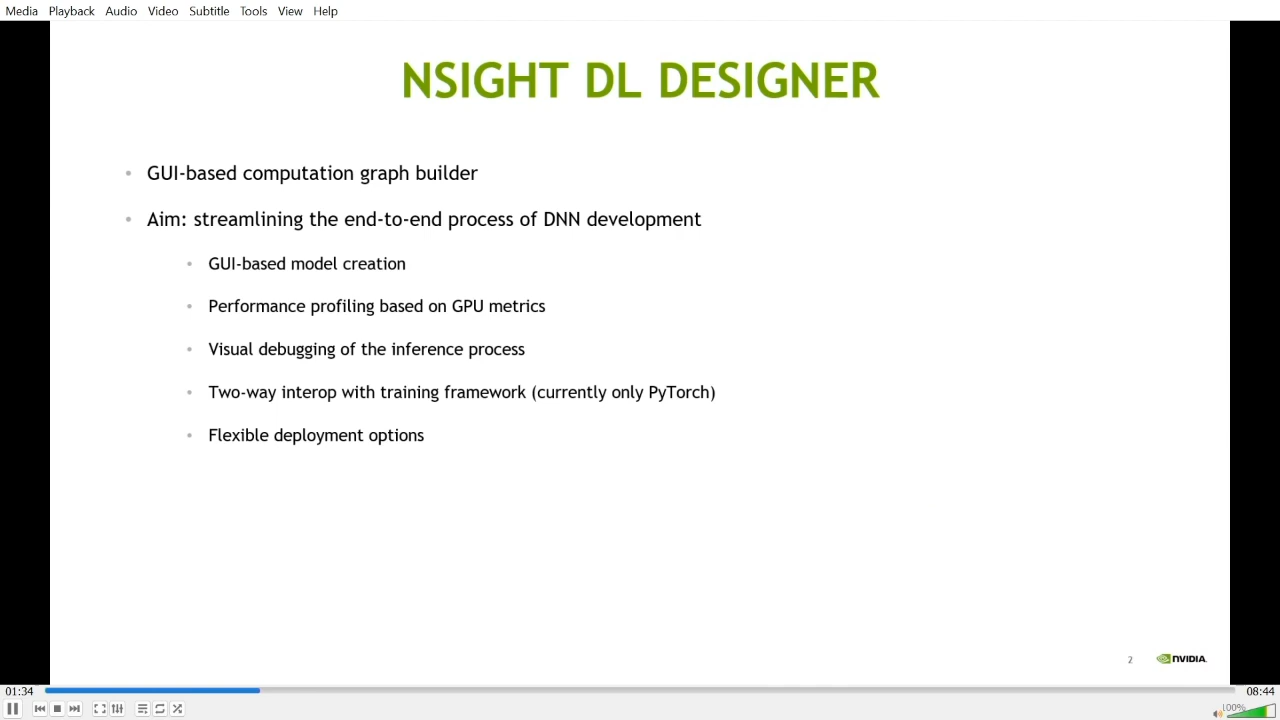 Media Playback Audio Video Subtitle Tools View Help
NSIGHT DL DESIGNER
• GUI-based computation graph builder
• Aim: streamlining the end-to-end process of DNN development
• GUI-based model creation
• Performance profiling based on GPU metrics
• Visual debugging of the inference process
• Two-way interop with training framework (currently only PyTorch)
• Flexible deployment options
2 NVIDIA.
01:34 08:44
100%